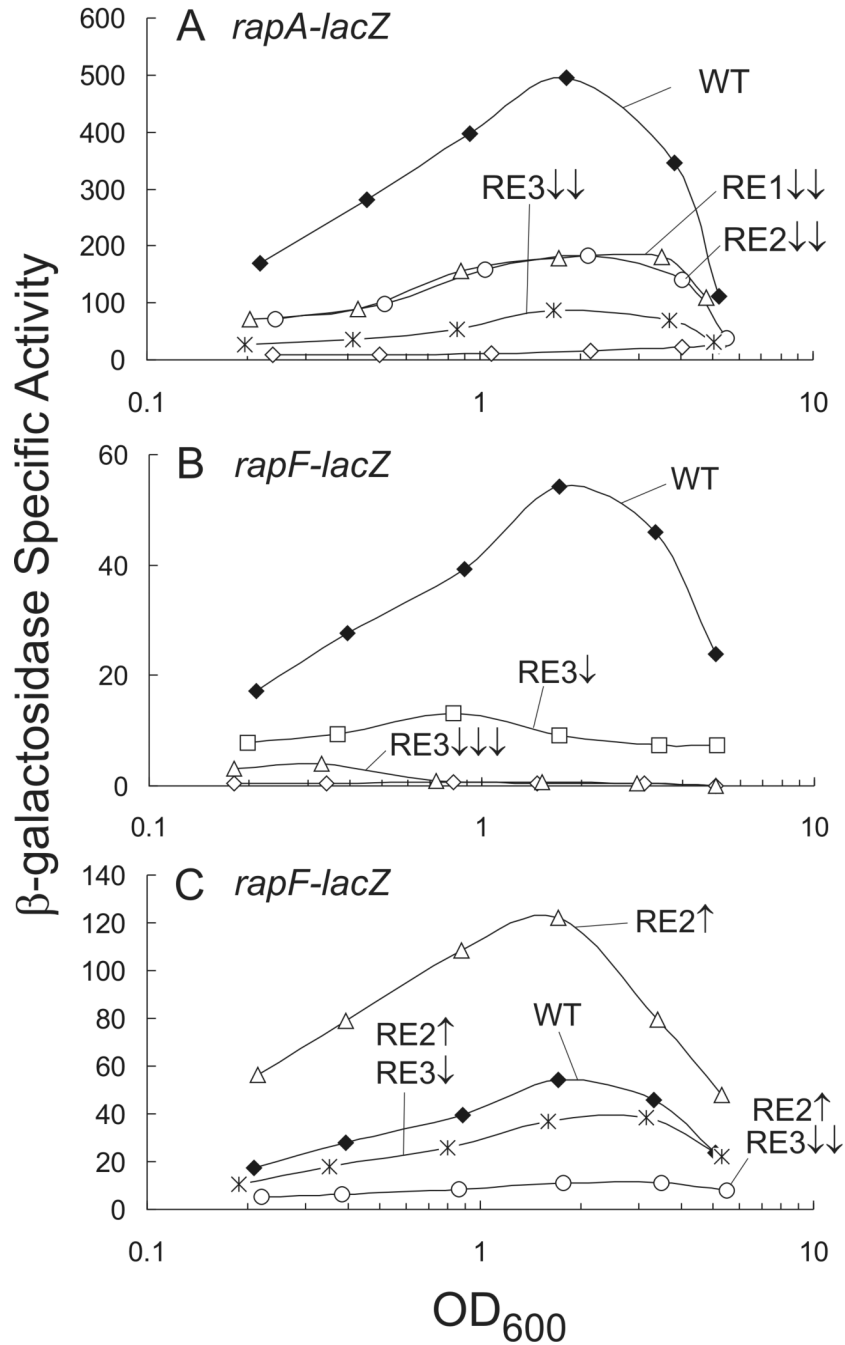 β-galactosidase Specific Activity
A rapA-lacZ
600
500
400
300
200
100
0
WT
RE3↓↓
RE1↓↓
RE2↓↓
0.1 1 10
B rapF-lacZ
60
40
20
0
WT
RE3↓
RE3↓↓↓
0.1 1 10
C rapF-lacZ
140
120
100
80
60
40
20
0
RE2↑
WT
RE2↑
RE3↓
RE2↑
RE3↓↓
0.1 1 10
OD600